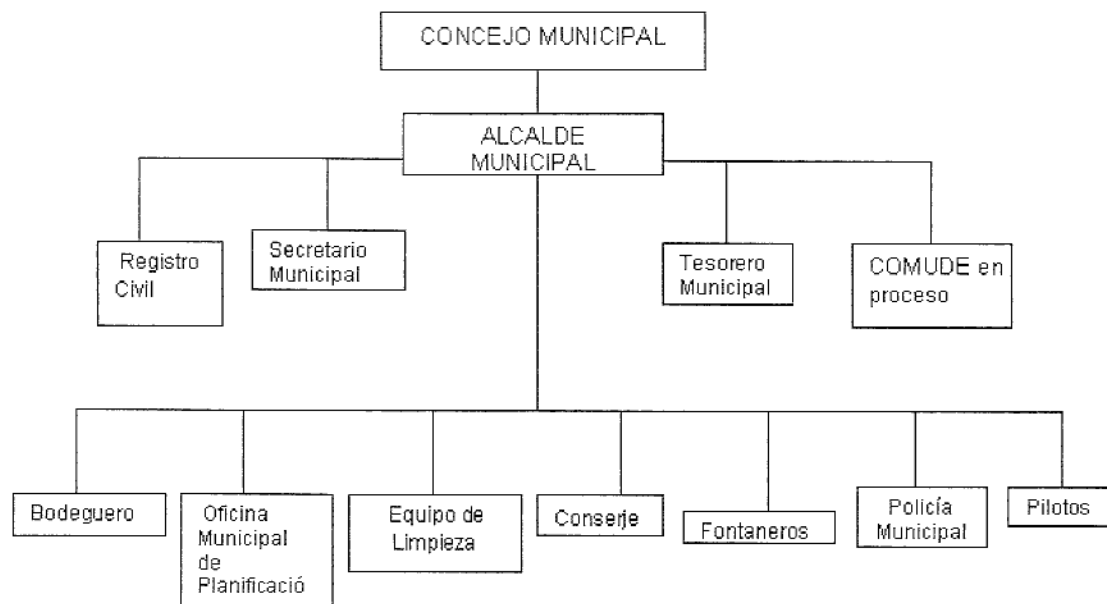 CONCEJO MUNICIPAL
ALCALDE
MUNICIPAL
Registro
Civil
Secretario
Municipal
Tesorero
Municipal
COMUDE en
proceso
Bodeguero
Oficina
Municipal
de
Planificació
Equipo de
Limpieza
Conserje
Fontaneros
Policía
Municipal
Pilotos